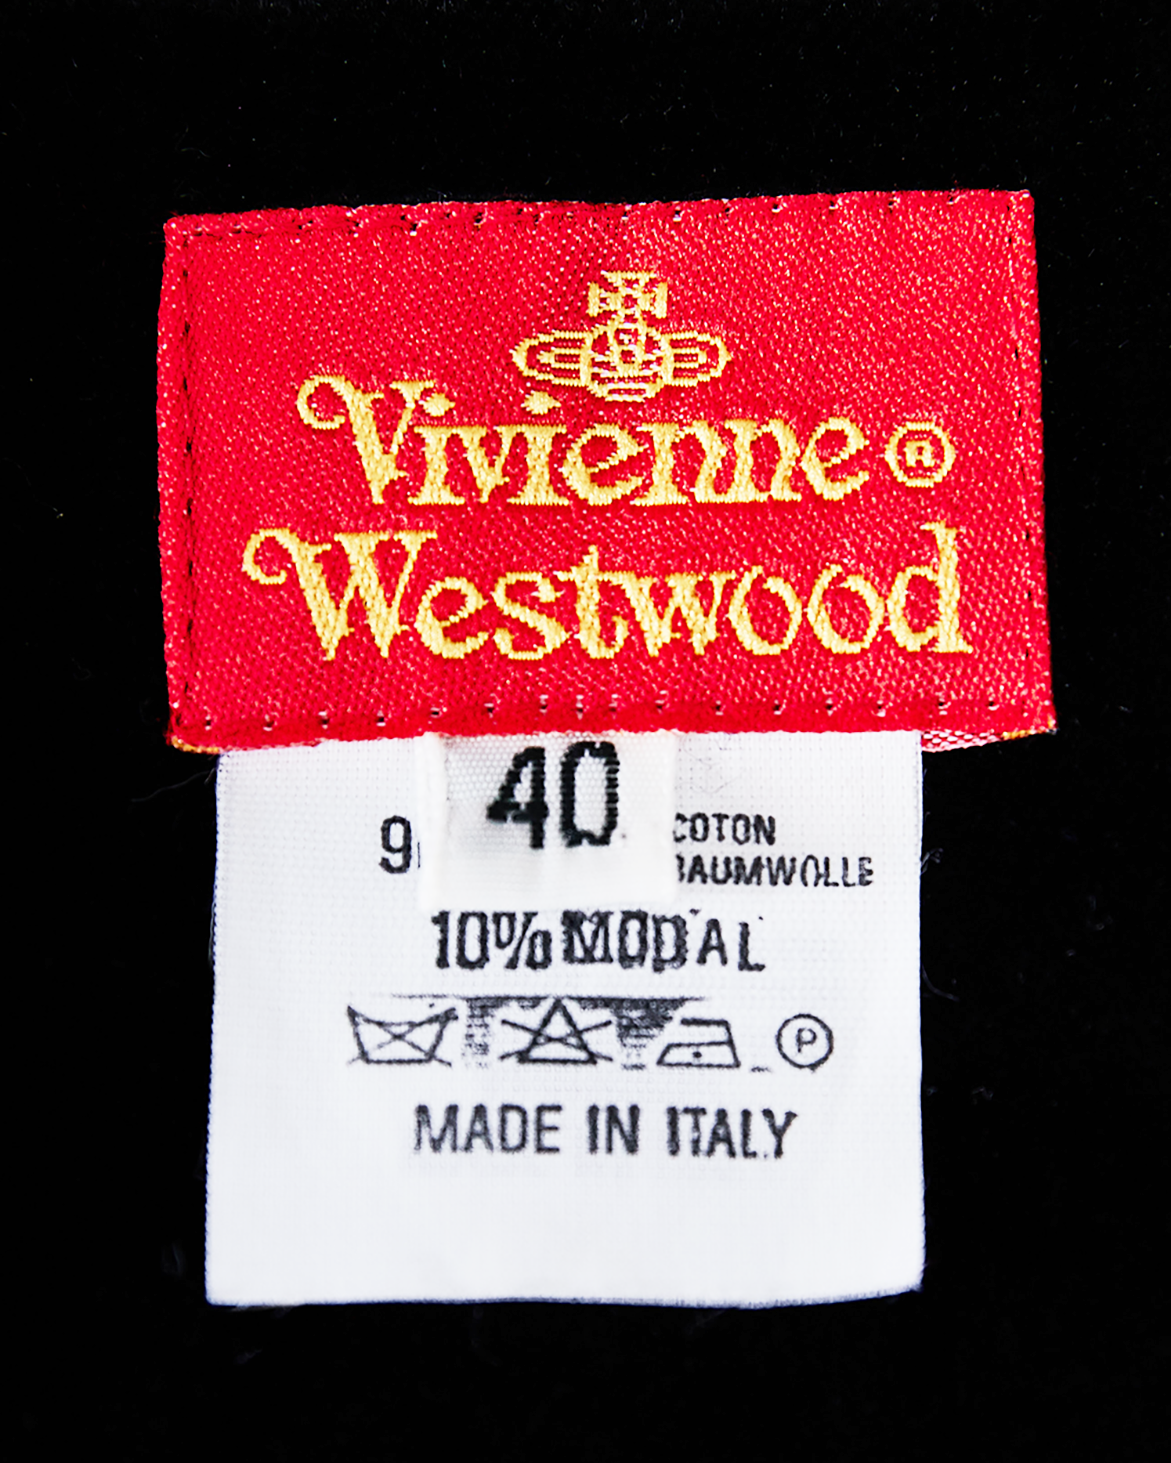 Vivienne®
Westwood
40
9
COTON
BAUMWOLLE
10% MODAL
P
MADE IN ITALY